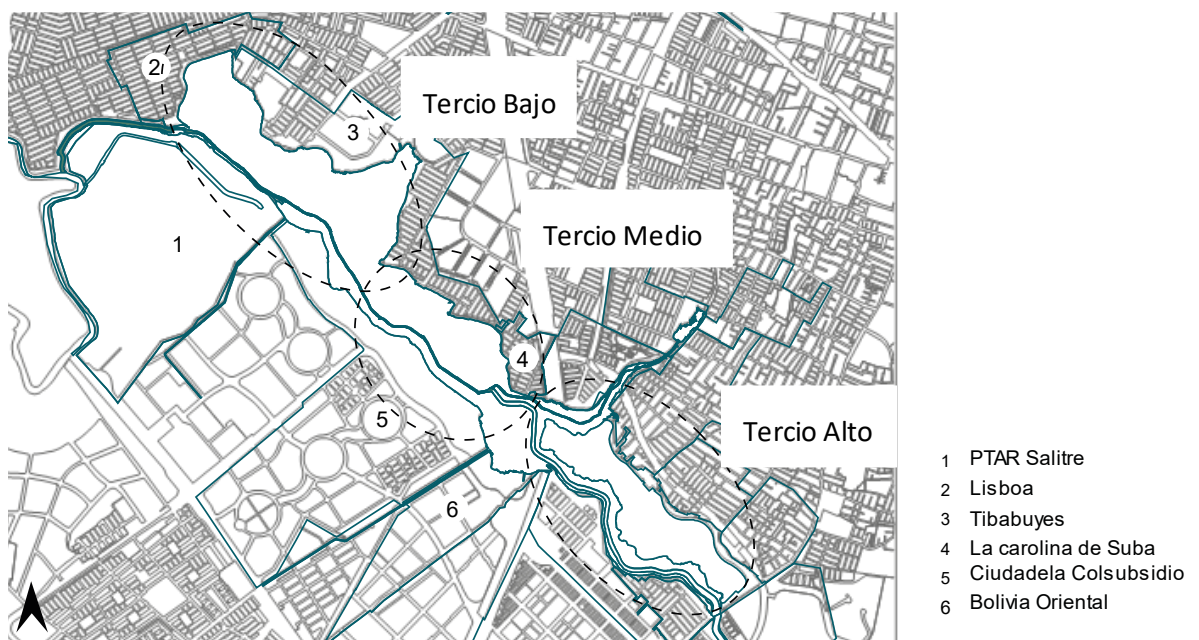 2
Tercio Bajo
3
Tercio Medio
1
4
5
Tercio Alto
6
1 PTAR Salitre
2 Lisboa
3 Tibabuyes
4 La carolina de Suba
5 Ciudadela Colsubsidio
6 Bolivia Oriental